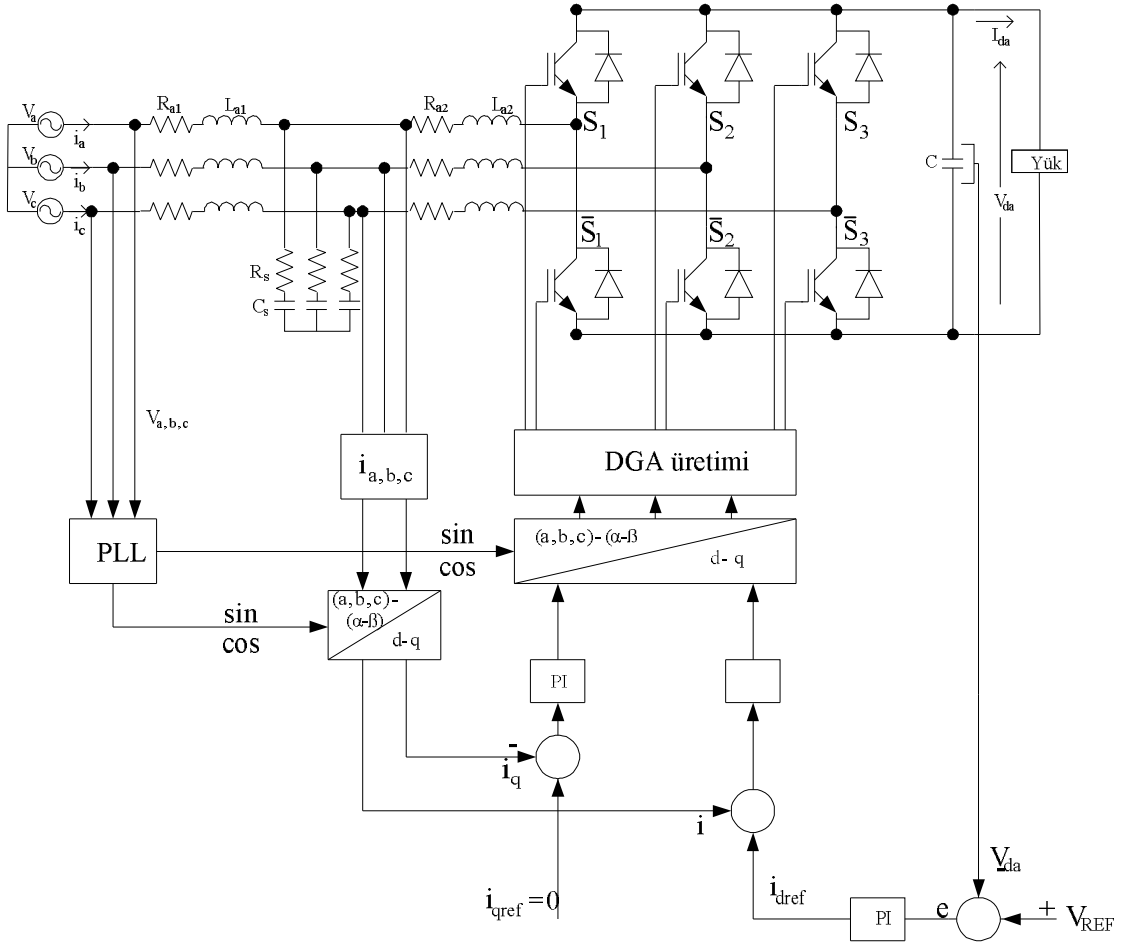 I_da
R_a1
L_a1
R_a2
L_a2
V_a
i_a
S_1
S_2
S_3
V_b
i_b
C
Yük
V_c
i_c
V_da
S̅_1
S̅_2
S̅_3
R_s
C_s
V_a,b,c
i_a,b,c
DGA üretimi
PLL
sin
cos
(a,b,c)-(α-ß
d-q
(a,b,c)-
(α-ß)
d-q
sin
cos
PI
-
i_q
i
V_da
-
i_qref =0
i_dref
PI
e
+
V_REF